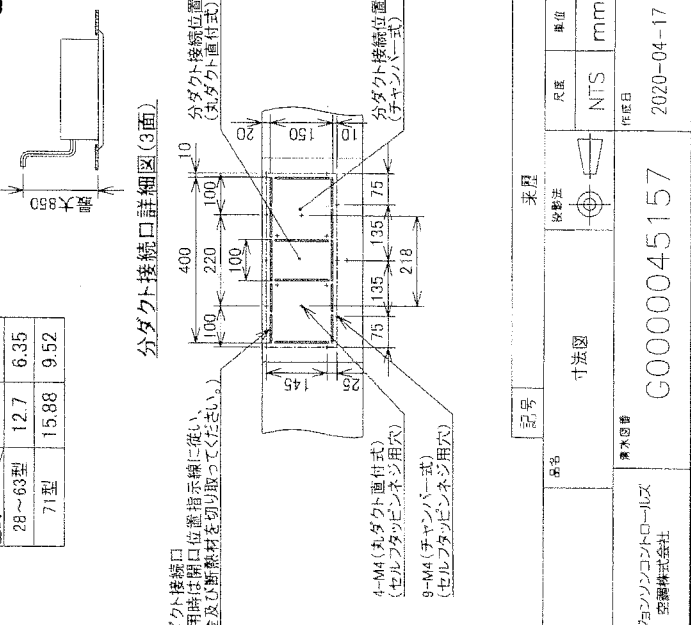 28～63型 12.7 6.35
71型 15.88 9.52
最大850
分ダクト接続口詳細図(3面)
ダクト接続口
用時は開口位置指示線に従い、
金及び断熱材を切り取ってください。)
分ダクト接続位置
(丸ダクト直付式)
400
10
100
220
100
100
20
150
10
145
25
75
135
135
75
218
分ダクト接続位置
(チャンバー式)
4-M4(丸ダクト直付式)
(セルフタッピンネジ用穴)
9-M4(チャンバー式)
(セルフタッピンネジ用穴)
記号
来歴
品名
寸法図
投影法
尺度
NTS
単位
mm
ジョンソンコントロールズ
空調株式会社
清水図番
G0000045157
作成日
2020-04-17